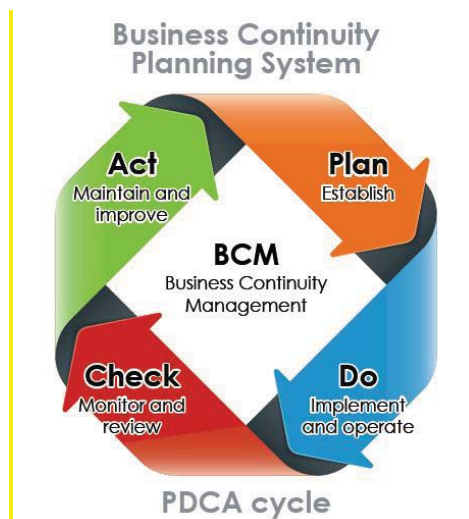 Business Continuity
Planning System
Act
Maintain and
improve
Plan
Establish
BCM
Business Continuity
Management
Check
Monitor and
review
Do
Implement
and operate
PDCA cycle